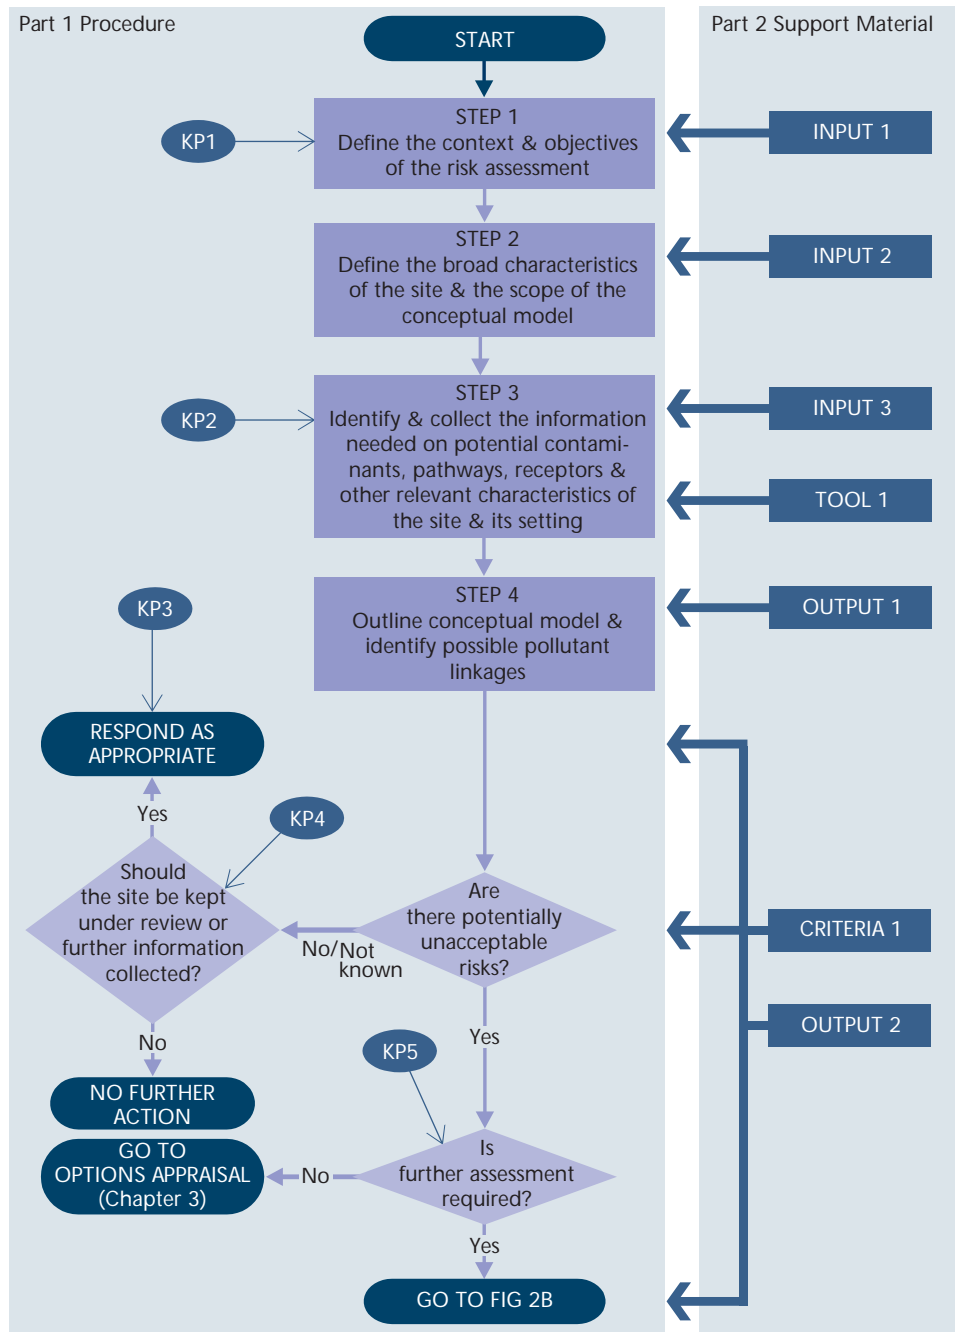 Part 1 Procedure
Part 2 Support Material
START
STEP 1
Define the context & objectives
of the risk assessment
KP1
INPUT 1
STEP 2
Define the broad characteristics
of the site & the scope of the
conceptual model
INPUT 2
STEP 3
Identify & collect the information
needed on potential contami-
nants, pathways, receptors &
other relevant characteristics of
the site & its setting
KP2
INPUT 3
TOOL 1
STEP 4
Outline conceptual model &
identify possible pollutant
linkages
OUTPUT 1
KP3
RESPOND AS
APPROPRIATE
Yes
KP4
Should
the site be kept
under review or
further information
collected?
No/Not
known
Are
there potentially
unacceptable
risks?
CRITERIA 1
OUTPUT 2
No
Yes
KP5
NO FURTHER
ACTION
GO TO
OPTIONS APPRAISAL
(Chapter 3)
No
Is
further assessment
required?
Yes
GO TO FIG 2B